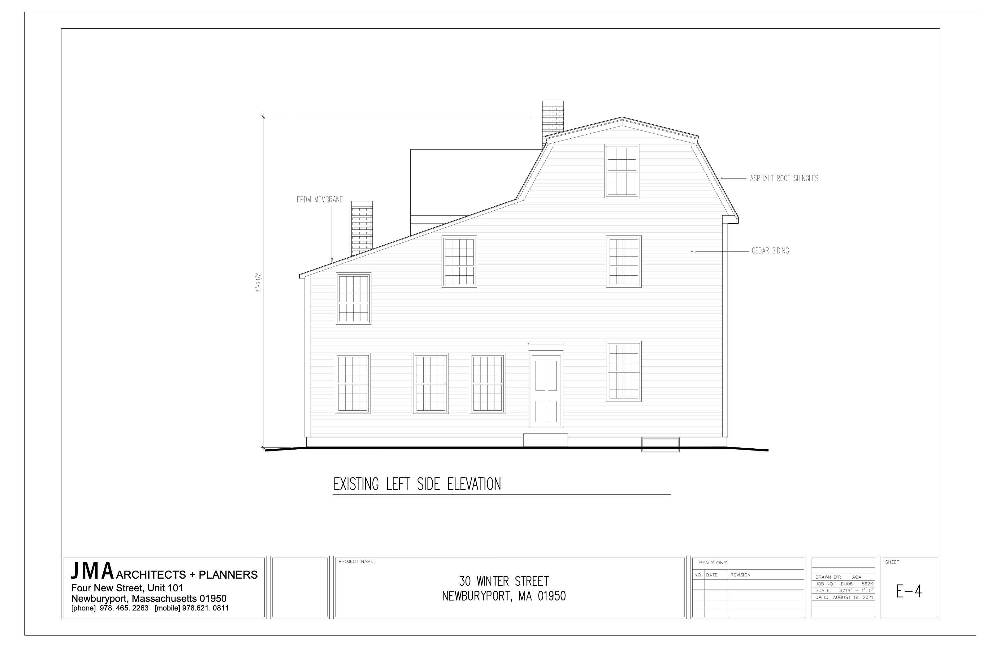 EPDM MEMBRANE
ASPHALT ROOF SHINGLES
CEDAR SIDING
31'-3 1/2"
EXISTING LEFT SIDE ELEVATION
JMA ARCHITECTS + PLANNERS
Four New Street, Unit 101
Newburyport, Massachusetts 01950
[phone] 978. 465. 2263 [mobile] 978.621. 0811
PROJECT NAME:
30 WINTER STREET
NEWBURYPORT, MA 01950
REVISIONS
NO. DATE REVISION
DRAWN BY: AOA
JOB NO.: DU06 - 562K
SCALE: 3/16" = 1'-0"
DATE: AUGUST 18, 2021
SHEET
E-4